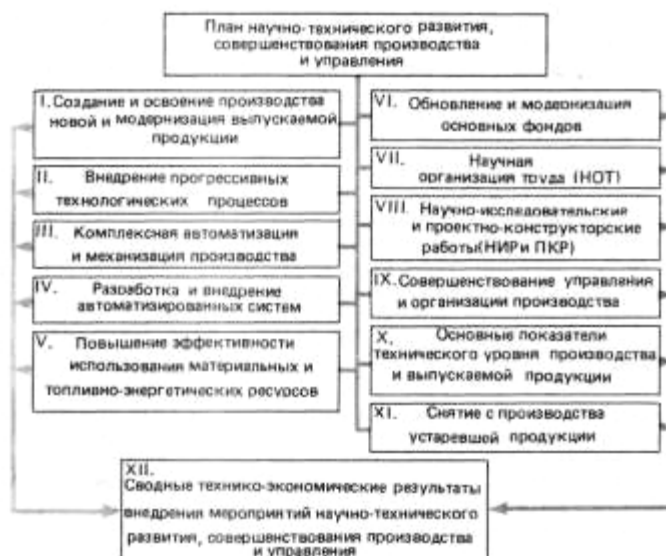 План научно-технического развития,
совершенствования производства
и управления
I. Создание и освоение производства
новой и модернизация выпускаемой
продукции
II. Внедрение прогрессивных
технологических процессов
III. Комплексная автоматизация
и механизация производства
IV. Разработка и внедрение
автоматизированных систем
V. Повышение эффективности
использования материальных и
топливно-энергетических ресурсов
VI. Обновление и модернизация
основных фондов
VII. Научная
организация труда (НОТ)
VIII. Научно-исследовательские
и проектно-конструкторские
работы (НИР и ПКР)
IX. Совершенствование управления
и организации производства
X. Основные показатели
технического уровня производства
и выпускаемой продукции
XI. Снятие с производства
устаревшей продукции
XII.
Сводные технико-экономические результаты
внедрения мероприятий научно-технического
развития, совершенствования производства
и управления